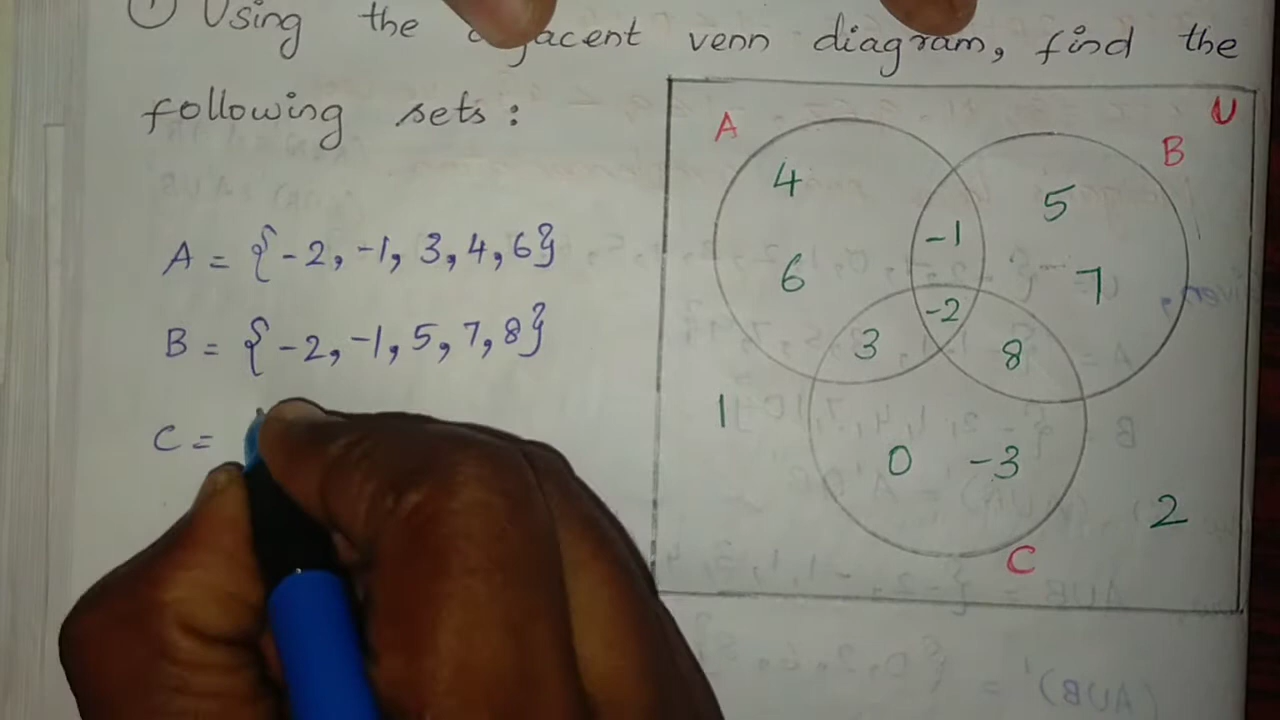 ① Using the adjacent venn diagram, find the
following sets :
A = {-2, -1, 3, 4, 6}
B = {-2, -1, 5, 7, 8}
C =
A
B
U
4
5
-1
6
7
-2
3
8
1
0
-3
2
C